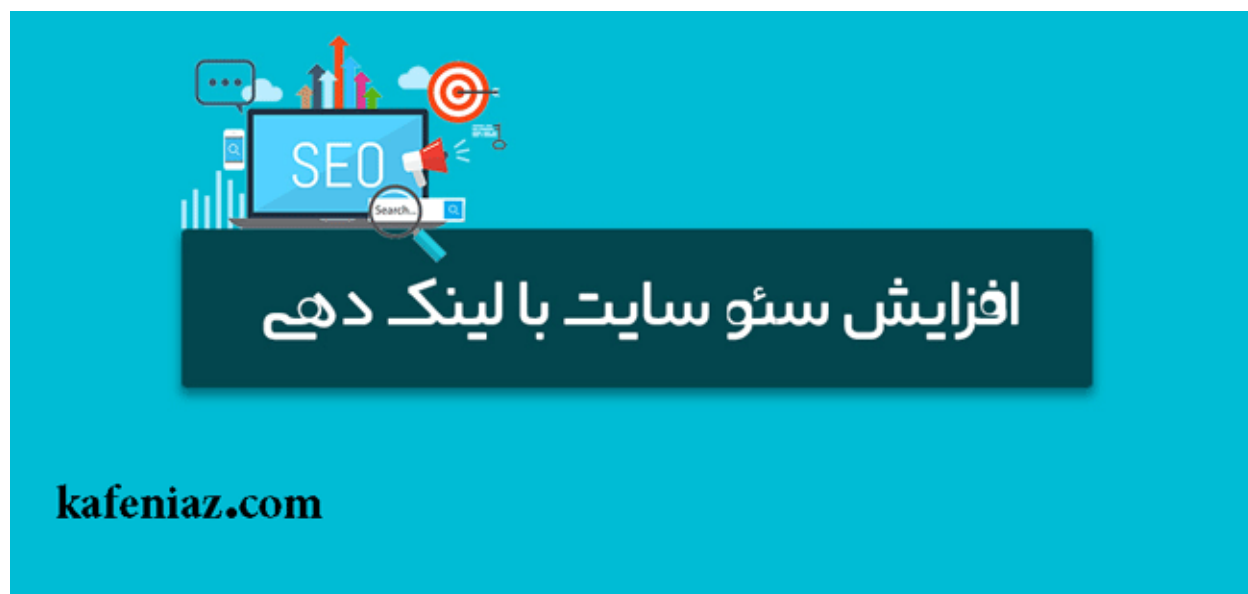 SEO
Search...
افزایش سئو سایت با لینک دهی
kafeniaz.com